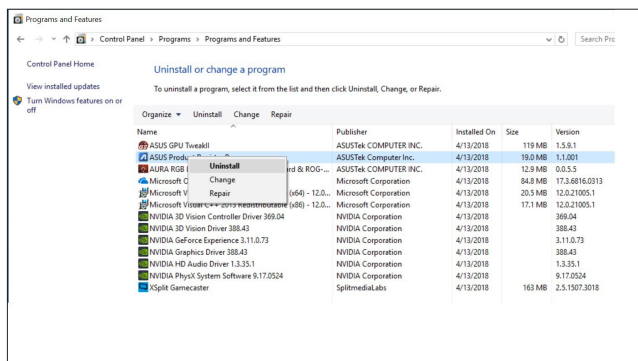 Programs and Features
Control Panel > Programs > Programs and Features
Search Pro
Control Panel Home
View installed updates
Turn Windows features on or
off
Uninstall or change a program
To uninstall a program, select it from the list and then click Uninstall, Change, or Repair.
Organize Uninstall Change Repair
Name Publisher Installed On Size Version
ASUS GPU TweakII ASUSTek COMPUTER INC. 4/13/2018 119 MB 1.5.9.1
ASUS Product ASUSTek Computer Inc. 4/13/2018 19.0 MB 1.1.001
Uninstall
AURA RGB rd & ROG-... ASUSTek COMPUTER INC. 4/13/2018 12.9 MB 0.0.5.5
Change
Microsoft O Microsoft Corporation 4/13/2018 84.8 MB 17.3.6816.0313
Repair
Microsoft V (x64) - 12.0... Microsoft Corporation 4/13/2018 20.5 MB 12.0.21005.1
Microsoft Visual C++ 2013 Redistributable (x86) - 12.0... Microsoft Corporation 4/13/2018 17.1 MB 12.0.21005.1
NVIDIA 3D Vision Controller Driver 369.04 NVIDIA Corporation 4/13/2018 369.04
NVIDIA 3D Vision Driver 388.43 NVIDIA Corporation 4/13/2018 388.43
NVIDIA GeForce Experience 3.11.0.73 NVIDIA Corporation 4/13/2018 3.11.0.73
NVIDIA Graphics Driver 388.43 NVIDIA Corporation 4/13/2018 388.43
NVIDIA HD Audio Driver 1.3.35.1 NVIDIA Corporation 4/13/2018 1.3.35.1
NVIDIA PhysX System Software 9.17.0524 NVIDIA Corporation 4/13/2018 9.17.0524
XSplit Gamecaster SplitmediaLabs 4/13/2018 163 MB 2.5.1507.3018